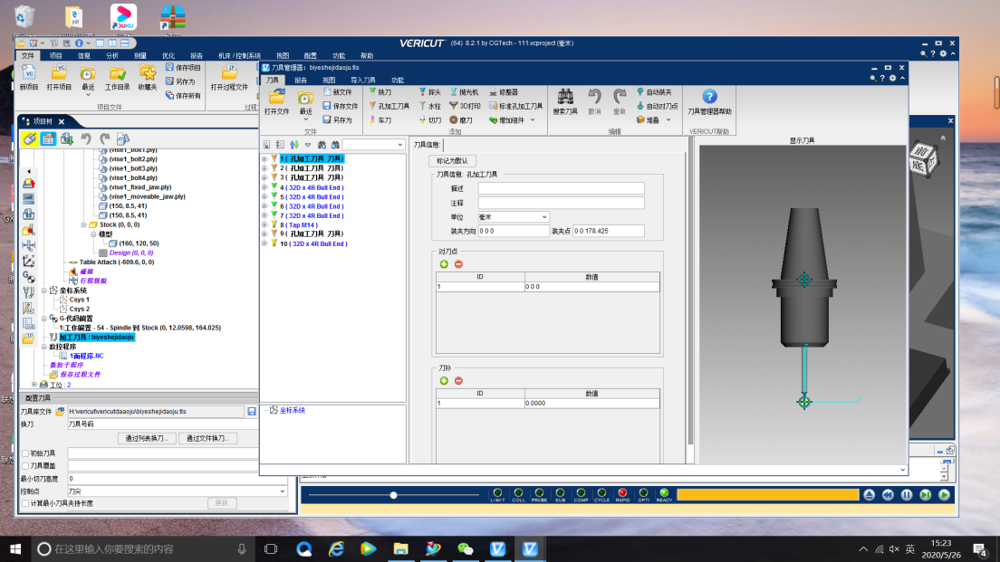 VERICUT (64) 8.2.1 by CGTech - 111.vcproject (毫米)
文件 项目 信息 分析 测量 优化 报告 机床/控制系统 视图 配置 功能 帮助
新项目 打开项目 最近 工作目录 收藏夹
保存项目
另存为
保存所有
打开过程文件
项目文件
刀具管理器: biyeshejidaoju.tls
刀具 报告 视图 导入刀具 功能
打开文件 最近
新文件
保存文件
另存为
文件
铣刀 探头 抛光机 修整器
孔加工刀具 水柱 3D打印 标准孔加工刀具
车刀 切刀 磨刀 增加组件
添加
搜索刀具 撤消 重做
自动装夹
自动对刀点
堆叠
编辑
刀具管理器帮助
VERICUT帮助
项目树
(vise1_bolt1.ply)
(vise1_bolt2.ply)
(vise1_bolt3.ply)
(vise1_bolt4.ply)
(vise1_fixed_jaw.ply)
(vise1_moveable_jaw.ply)
(150, 8.5, 41)
(150, 8.5, 41)
Stock (0, 0, 0)
模型
(160, 120, 50)
Design (0, 0, 0)
Table Attach (-609.6, 0, 0)
碰撞
行程极限
坐标系统
Csys 1
Csys 2
G-代码偏置
1:工作偏置 - 54 - Spindle 到 Stock (0, 12.0598, 164.025)
加工刀具 : biyeshejidaoju
数控程序
1面程序.NC
数控子程序
保存过程文件
工位 : 2
配置刀具
刀具库文件 H:\vericufivericutdaaoju\biyeshejidaoju.tls
换刀 刀具号码
通过列表换刀... 通过文件换刀...
初始刀具
刀具覆盖
最小切刀高度 0
控制点 刀尖
计算最小刀具夹持长度 更新
1 ( 孔加工刀具 刀具)
2 ( 孔加工刀具 刀具)
3 ( 孔加工刀具 刀具)
4 ( 32D x 4R Bull End )
5 ( 32D x 4R Bull End )
6 ( 32D x 4R Bull End )
7 ( 32D x 4R Bull End )
8 ( Tap M14 )
9 ( 孔加工刀具 刀具)
10 ( 32D x 4R Bull End )
坐标系统
刀具信息:
标记为默认
刀具信息: 孔加工刀具
描述
注释
单位 毫米
装夹方向 0 0 0 装夹点 0 0 178.425
对刀点
ID 数值
1 0 0 0
刀补
ID 数值
1 0.0000
显示刀具
前
底
LIMIT COLL PROBE SUB COMP CYCLE RAPID OPTI READY
在这里输入你要搜索的内容
英
15:23
2020/5/26
4